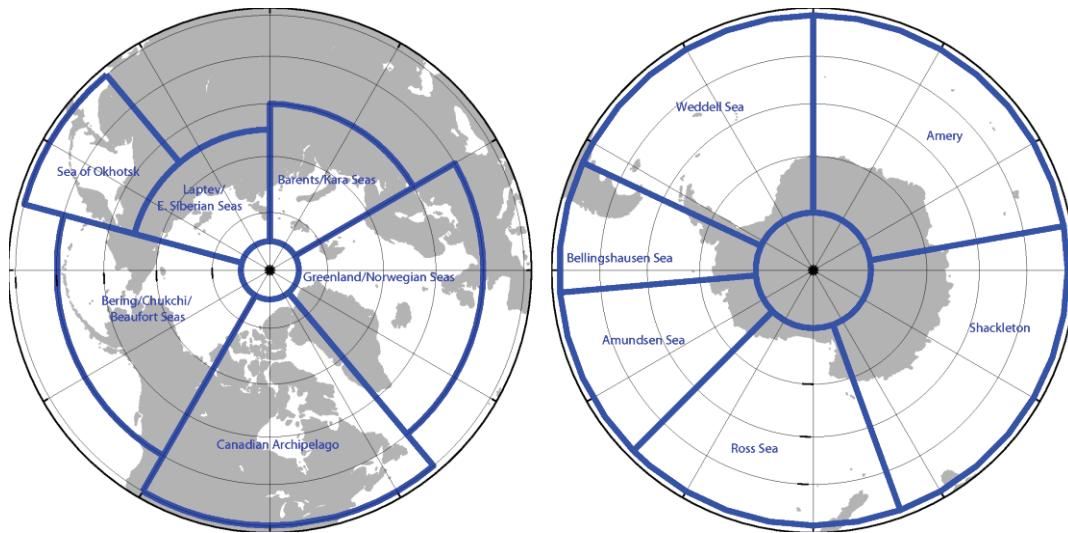 Sea of Okhotsk
Laptev/
E. Siberian Seas
Barents/Kara Seas
Greenland/Norwegian Seas
Bering/Chukchi/
Beaufort Seas
Canadian Archipelago
Weddell Sea
Amery
Bellingshausen Sea
Amundsen Sea
Shackleton
Ross Sea